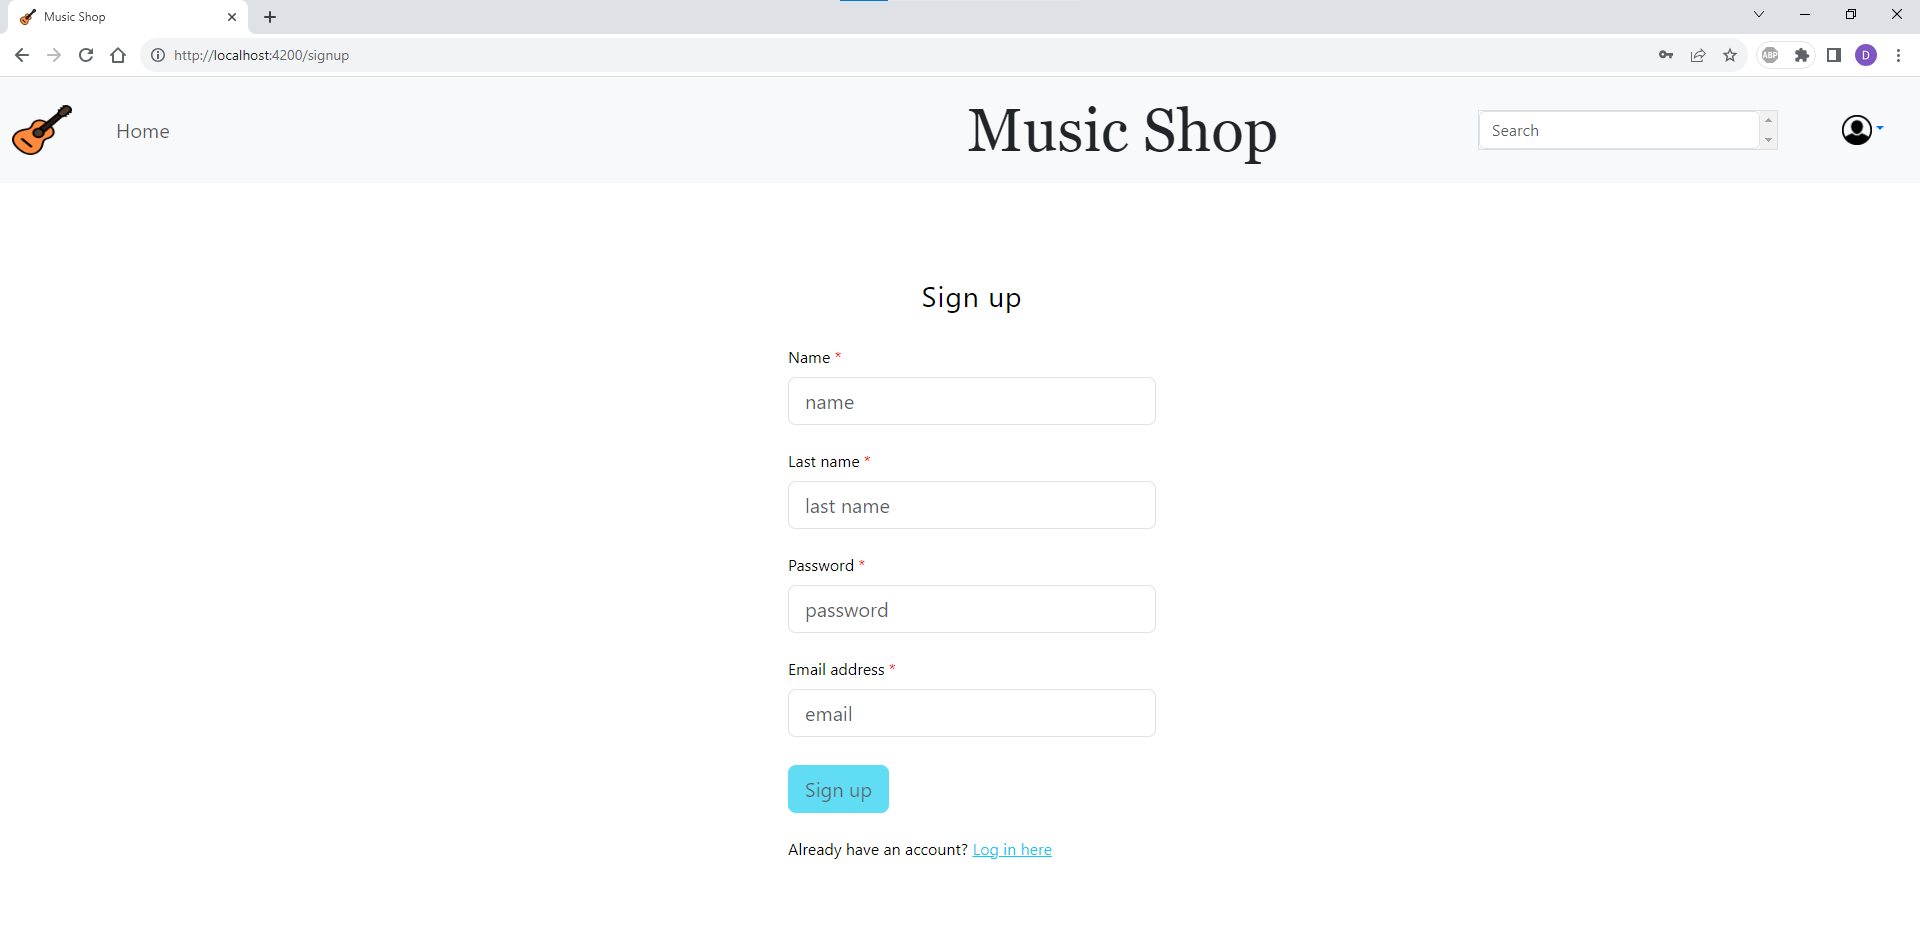 Music Shop
http://localhost:4200/signup
ABP
D
Home
Music Shop
Search
Sign up
Name *
name
Last name *
last name
Password *
password
Email address *
email
Sign up
Already have an account? Log in here